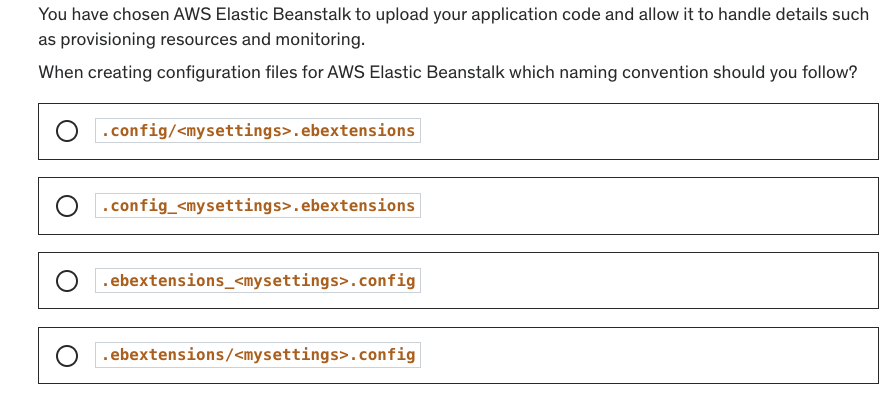 You have chosen AWS Elastic Beanstalk to upload your application code and allow it to handle details such
as provisioning resources and monitoring.
When creating configuration files for AWS Elastic Beanstalk which naming convention should you follow?
.config/<mysettings>.ebextensions
.config_<mysettings>.ebextensions
.ebextensions_<mysettings>.config
.ebextensions/<mysettings>.config